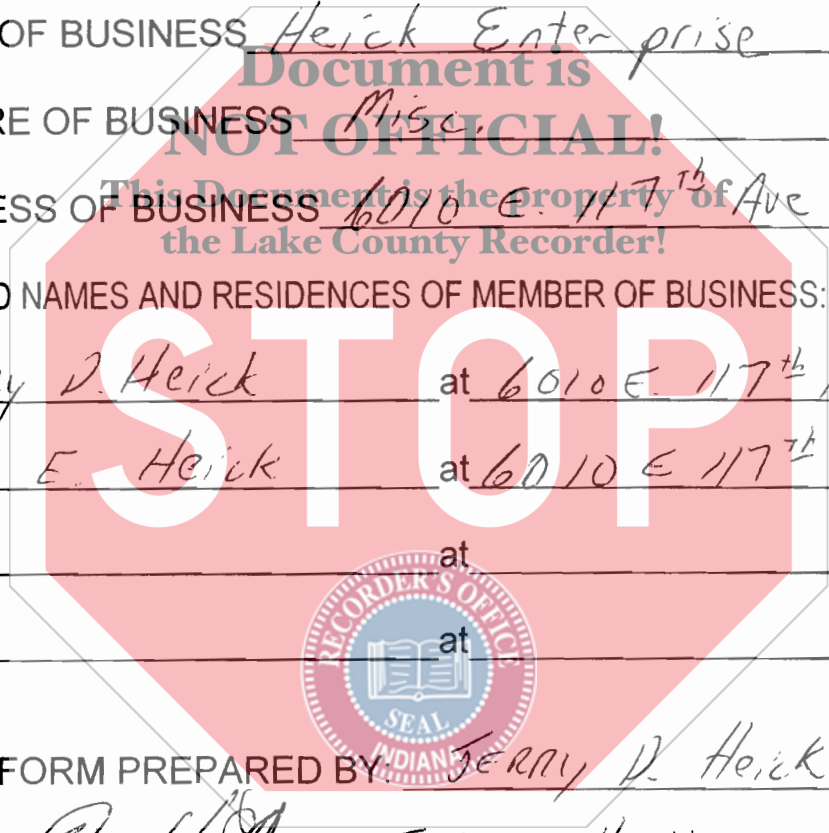 OF BUSINESS Heick Enterprise
Document is
RE OF BUSINESS Misc.
NOT OFFICIAL!
ESS OF BUSINESS 6010 E. 117th Ave
This Document is the property of
the Lake County Recorder!
D NAMES AND RESIDENCES OF MEMBER OF BUSINESS:
STOP
y D. Heick at 6010 E. 117th
E. Heick at 6010 E 117th
at
at
RECORDER'S OFFICE
SEAL
INDIANA
FORM PREPARED BY: JERRY D. Heick